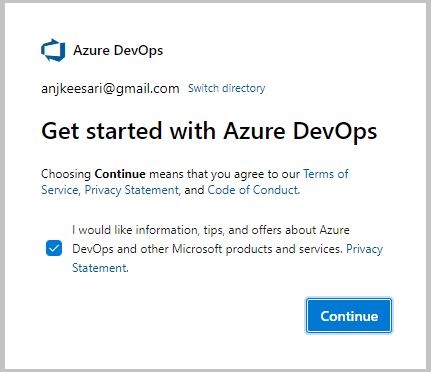 Azure DevOps
anjkeesari@gmail.com Switch directory
Get started with Azure DevOps
Choosing Continue means that you agree to our Terms of
Service, Privacy Statement, and Code of Conduct.
I would like information, tips, and offers about Azure
DevOps and other Microsoft products and services. Privacy
Statement.
Continue